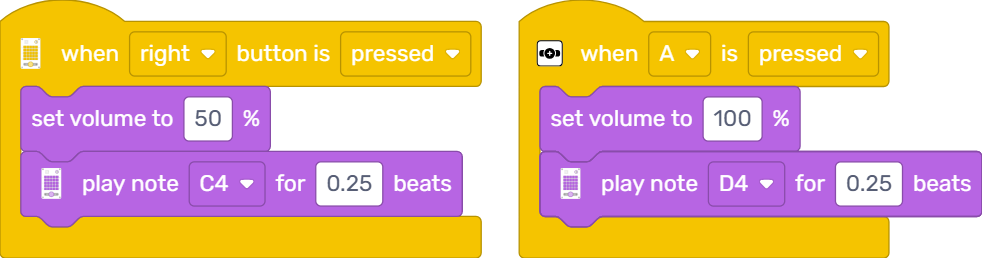 when right button is pressed
set volume to 50 %
play note C4 for 0.25 beats
when A is pressed
set volume to 100 %
play note D4 for 0.25 beats